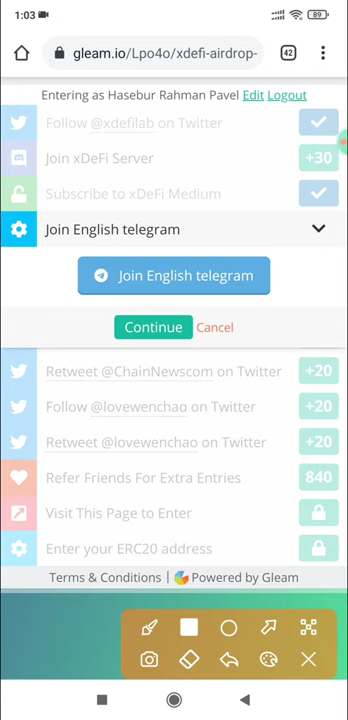 1:03
89
gleam.io/Lpo4o/xdefi-airdrop-
42
Entering as Hasebur Rahman Pavel Edit Logout
Follow @xdefilab on Twitter
Join xDeFi Server +30
Subscribe to xDeFi Medium
Join English telegram
Join English telegram
Continue Cancel
Retweet @ChainNewscom on Twitter +20
Follow @lovewenchao on Twitter +20
Retweet @lovewenchao on Twitter +20
Refer Friends For Extra Entries 840
Visit This Page to Enter
Enter your ERC20 address
Terms & Conditions | Powered by Gleam